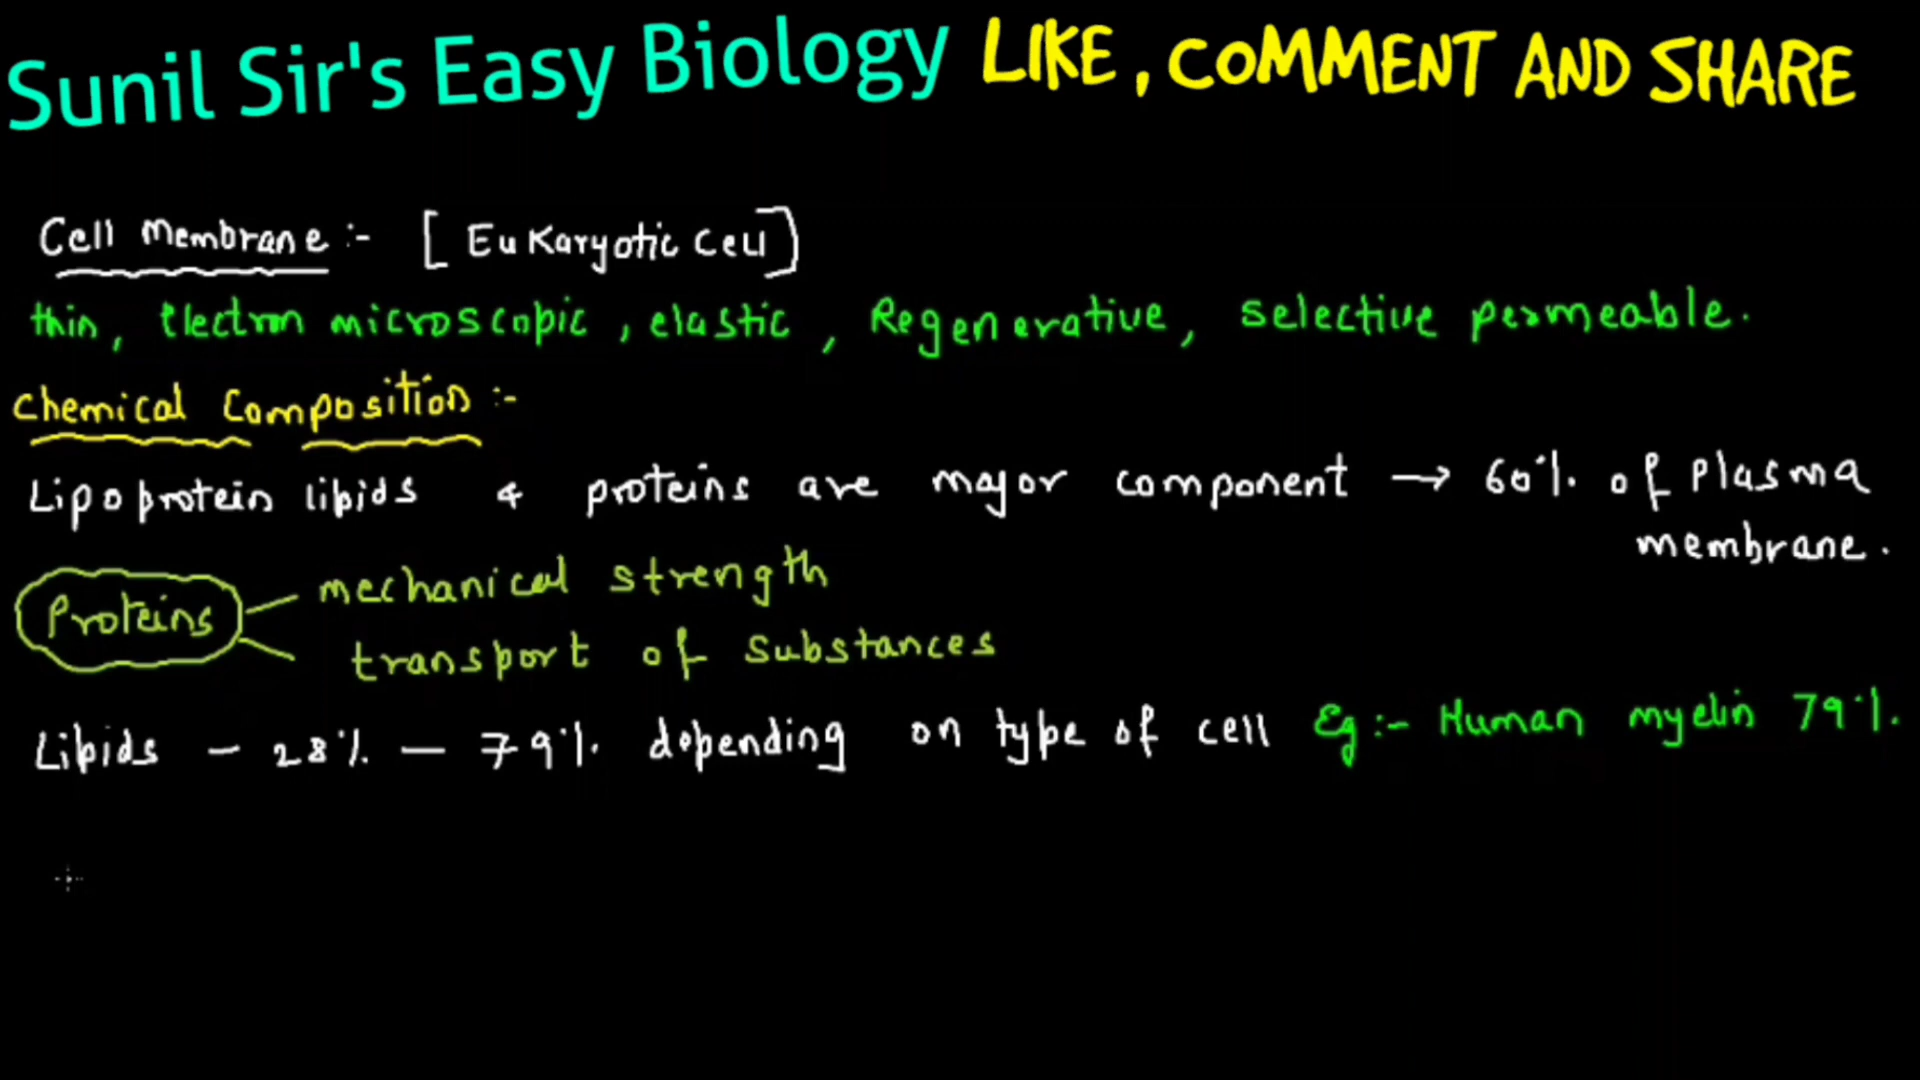 Sunil Sir's Easy Biology LIKE, COMMENT AND SHARE
Cell Membrane :- [ EuKaryotic Cell ]
thin, Electron microscopic, elastic, Regenerative, selective permeable.
Chemical Composition :-
Lipoprotein lipids & proteins are major component → 60% of Plasma
membrane.
Proteins
mechanical strength
transport of substances
Lipids - 28% - 79% depending on type of cell Eg :- Human myelin 79%.